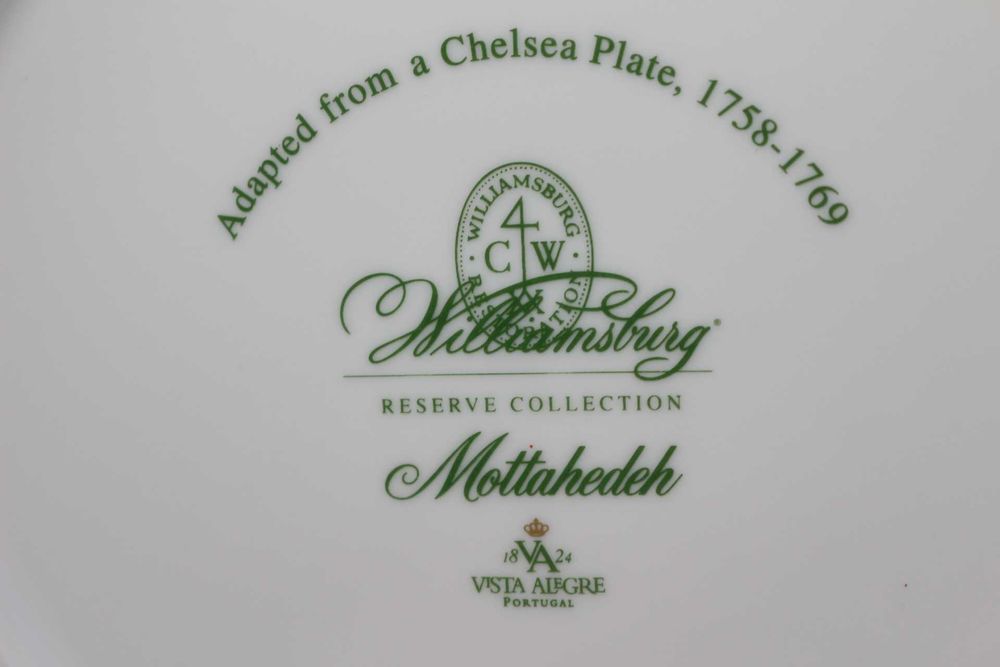 Adapted from a Chelsea Plate, 1758-1769
WILLIAMSBURG
C W
RESTORATION
Williamsburg®
RESERVE COLLECTION
Mottahedeh
18 VA 24
VISTA ALEGRE
PORTUGAL